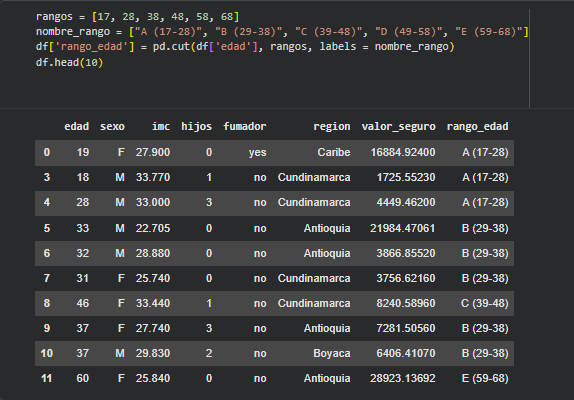 rangos = [17, 28, 38, 48, 58, 68]
nombre_rango = ["A (17-28)", "B (29-38)", "C (39-48)", "D (49-58)", "E (59-68)"]
df['rango_edad'] = pd.cut(df['edad'], rangos, labels = nombre_rango)
df.head(10)
edad sexo imc hijos fumador region valor_seguro rango_edad
0 19 F 27.900 0 yes Caribe 16884.92400 A (17-28)
3 18 M 33.770 1 no Cundinamarca 1725.55230 A (17-28)
4 28 M 33.000 3 no Cundinamarca 4449.46200 A (17-28)
5 33 M 22.705 0 no Antioquia 21984.47061 B (29-38)
6 32 M 28.880 0 no Antioquia 3866.85520 B (29-38)
7 31 F 25.740 0 no Cundinamarca 3756.62160 B (29-38)
8 46 F 33.440 1 no Cundinamarca 8240.58960 C (39-48)
9 37 F 27.740 3 no Antioquia 7281.50560 B (29-38)
10 37 M 29.830 2 no Boyaca 6406.41070 B (29-38)
11 60 F 25.840 0 no Antioquia 28923.13692 E (59-68)